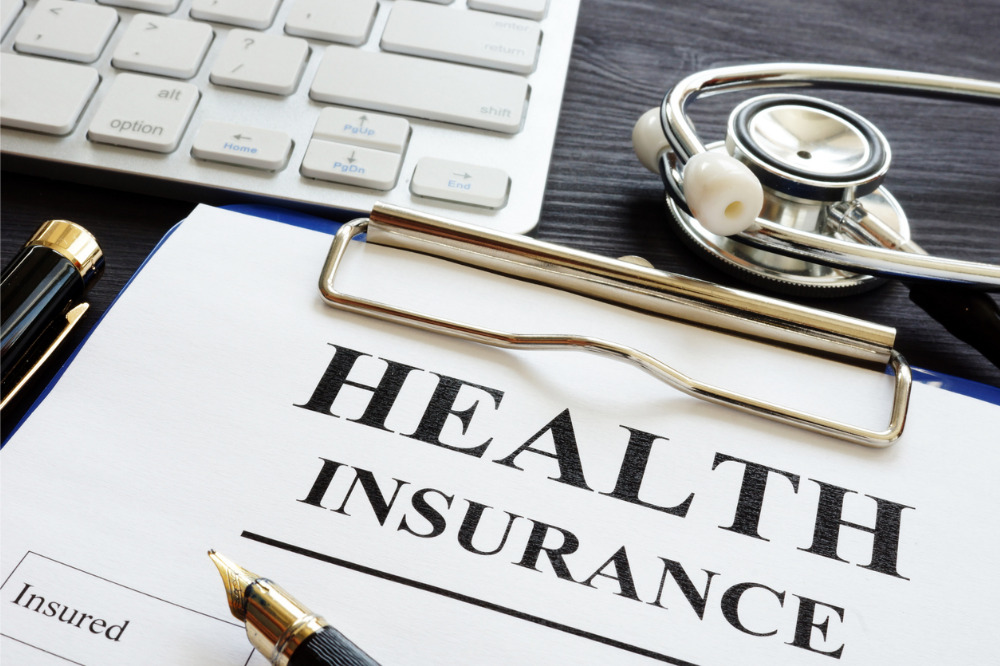 enter
return
shift
alt
option
PgUp
Home
PgDn
End
HEALTH
INSURANCE
Insured